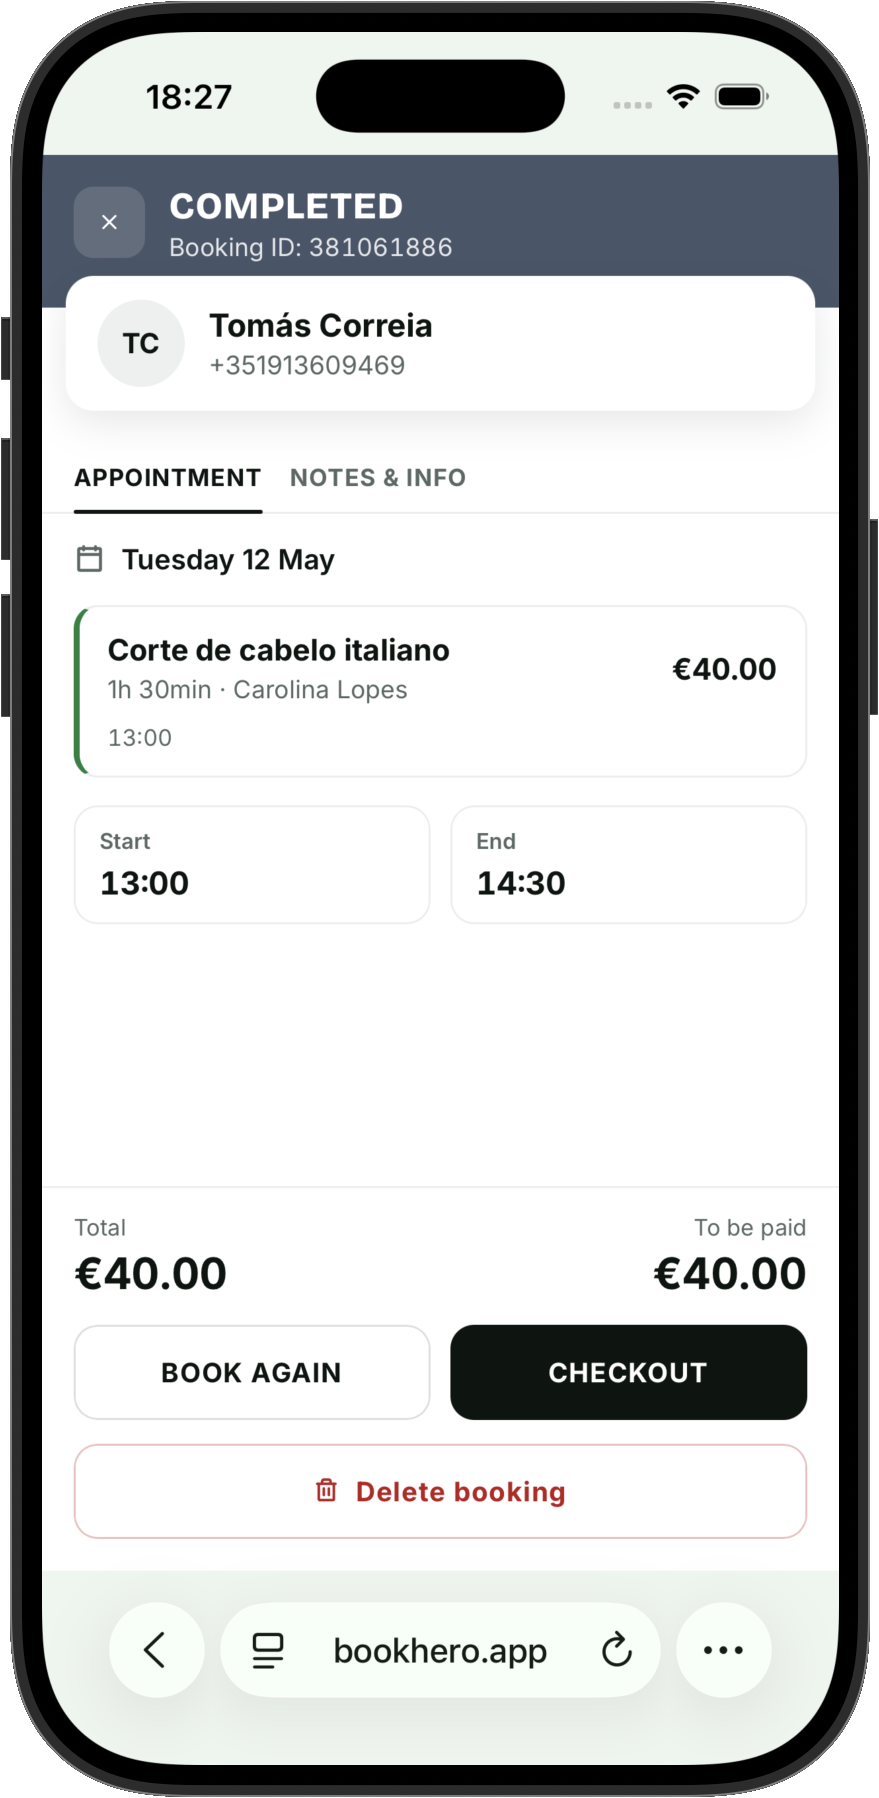 18:27
COMPLETED
Booking ID: 381061886
TC
Tomás Correia
+351913609469
APPOINTMENT
NOTES & INFO
Tuesday 12 May
Corte de cabelo italiano
1h 30min · Carolina Lopes
€40.00
13:00
Start
13:00
End
14:30
Total
€40.00
To be paid
€40.00
BOOK AGAIN
CHECKOUT
Delete booking
bookhero.app